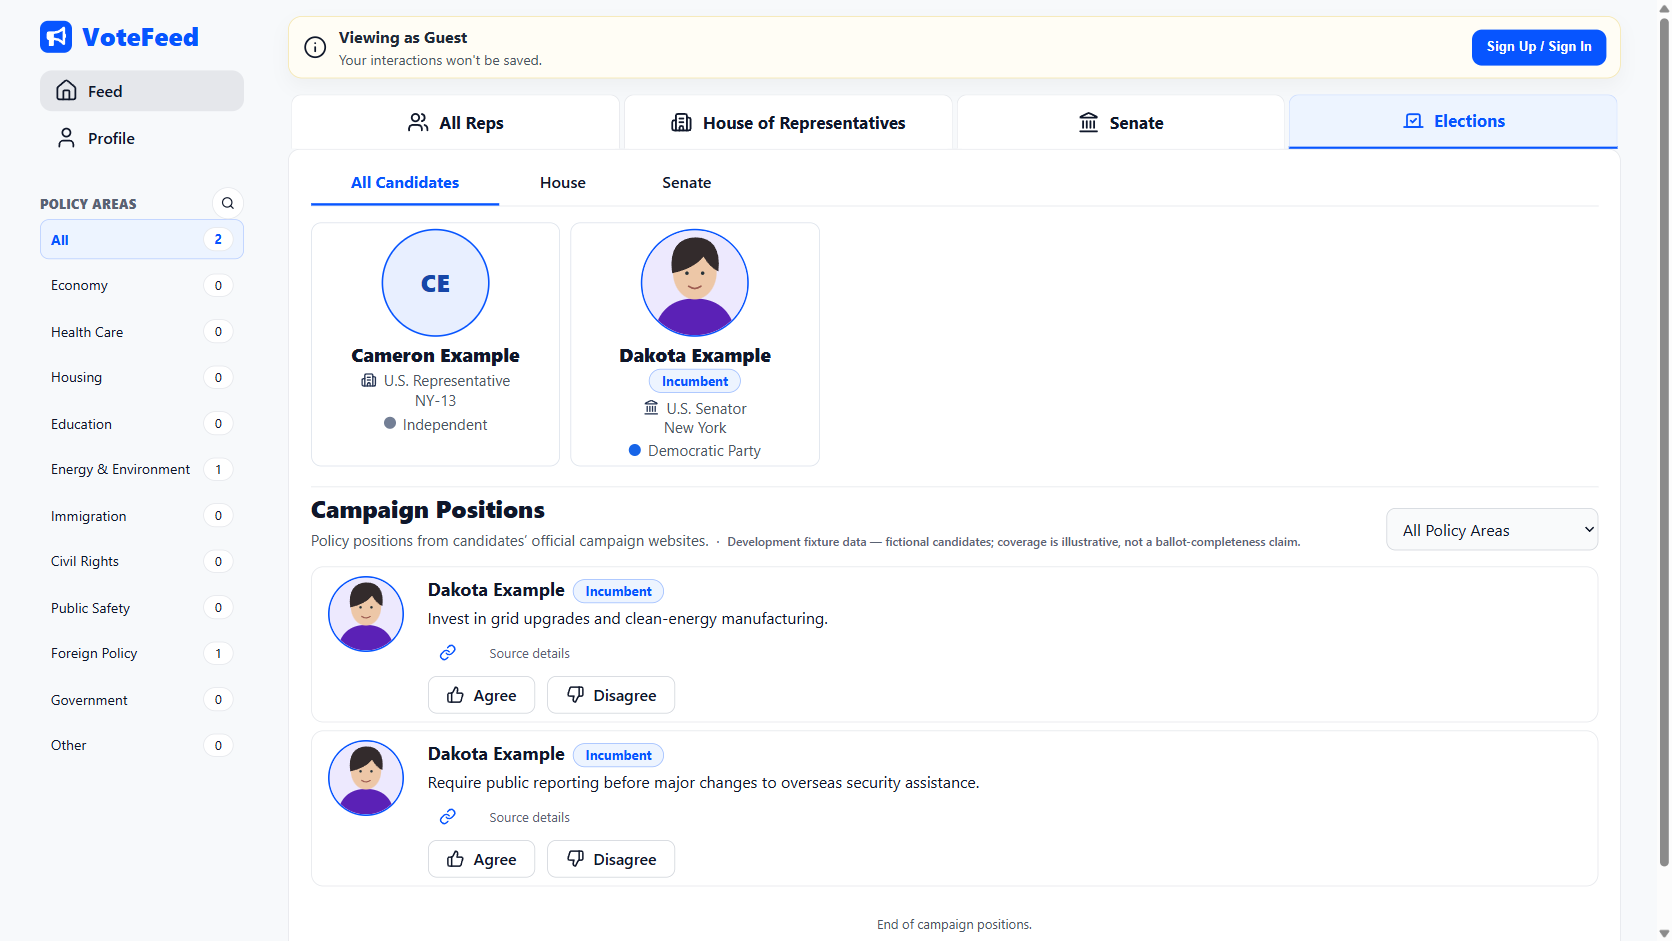 VoteFeed
Feed
Profile
POLICY AREAS
All 2
Economy 0
Health Care 0
Housing 0
Education 0
Energy & Environment 1
Immigration 0
Civil Rights 0
Public Safety 0
Foreign Policy 1
Government 0
Other 0
Viewing as Guest
Your interactions won't be saved.
Sign Up / Sign In
All Reps
House of Representatives
Senate
Elections
All Candidates
House
Senate
CE
Cameron Example
U.S. Representative
NY-13
Independent
Dakota Example
Incumbent
U.S. Senator
New York
Democratic Party
Campaign Positions
Policy positions from candidates’ official campaign websites. · Development fixture data — fictional candidates; coverage is illustrative, not a ballot-completeness claim.
All Policy Areas
Dakota Example Incumbent
Invest in grid upgrades and clean-energy manufacturing.
Source details
Agree Disagree
Dakota Example Incumbent
Require public reporting before major changes to overseas security assistance.
Source details
Agree Disagree
End of campaign positions.